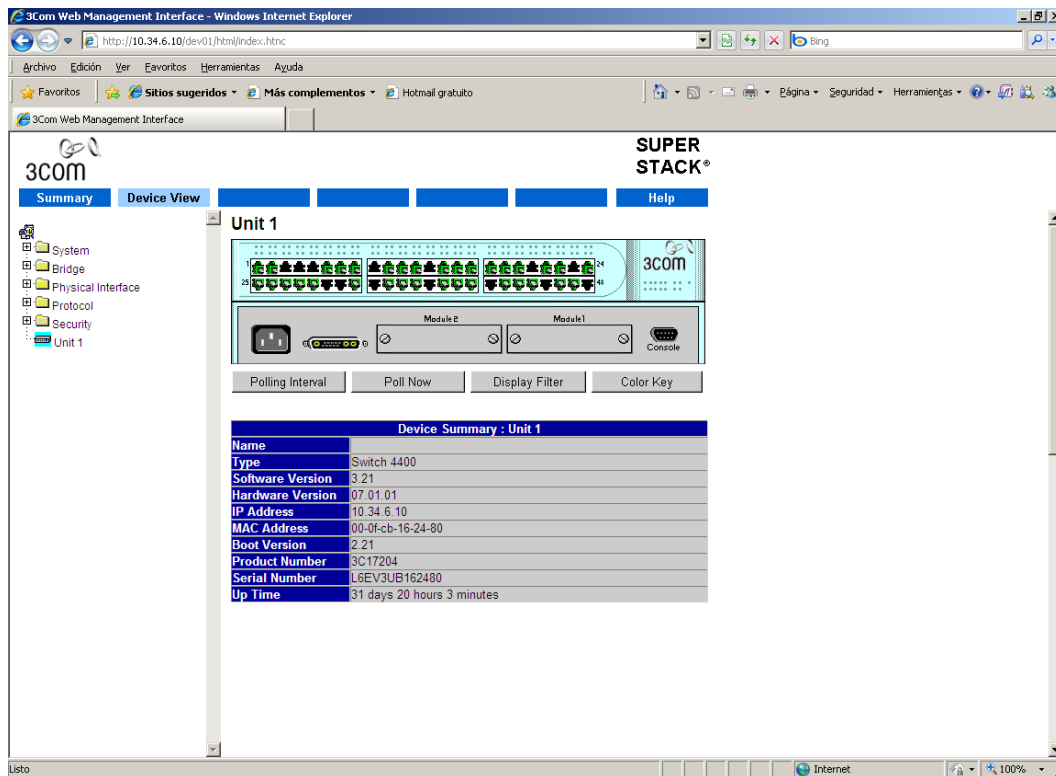 3Com Web Management Interface - Windows Internet Explorer
http://10.34.6.10/dev01/html/index.htnc
Bing
Archivo Edición Ver Favoritos Herramientas Ayuda
Favoritos Sitios sugeridos Más complementos Hotmail gratuito
Página Seguridad Herramientas
3Com Web Management Interface
3COM
SUPER
STACK®
Summary Device View Help
System
Bridge
Physical Interface
Protocol
Security
Unit 1
Unit 1
1 24
25 48
3COM
Module 2 Module1
Console
Polling Interval Poll Now Display Filter Color Key
Device Summary : Unit 1
Name
Type Switch 4400
Software Version 3.21
Hardware Version 07.01.01
IP Address 10.34.6.10
MAC Address 00-0f-cb-16-24-80
Boot Version 2.21
Product Number 3C17204
Serial Number L6EV3UB162480
Up Time 31 days 20 hours 3 minutes
Listo Internet 100%